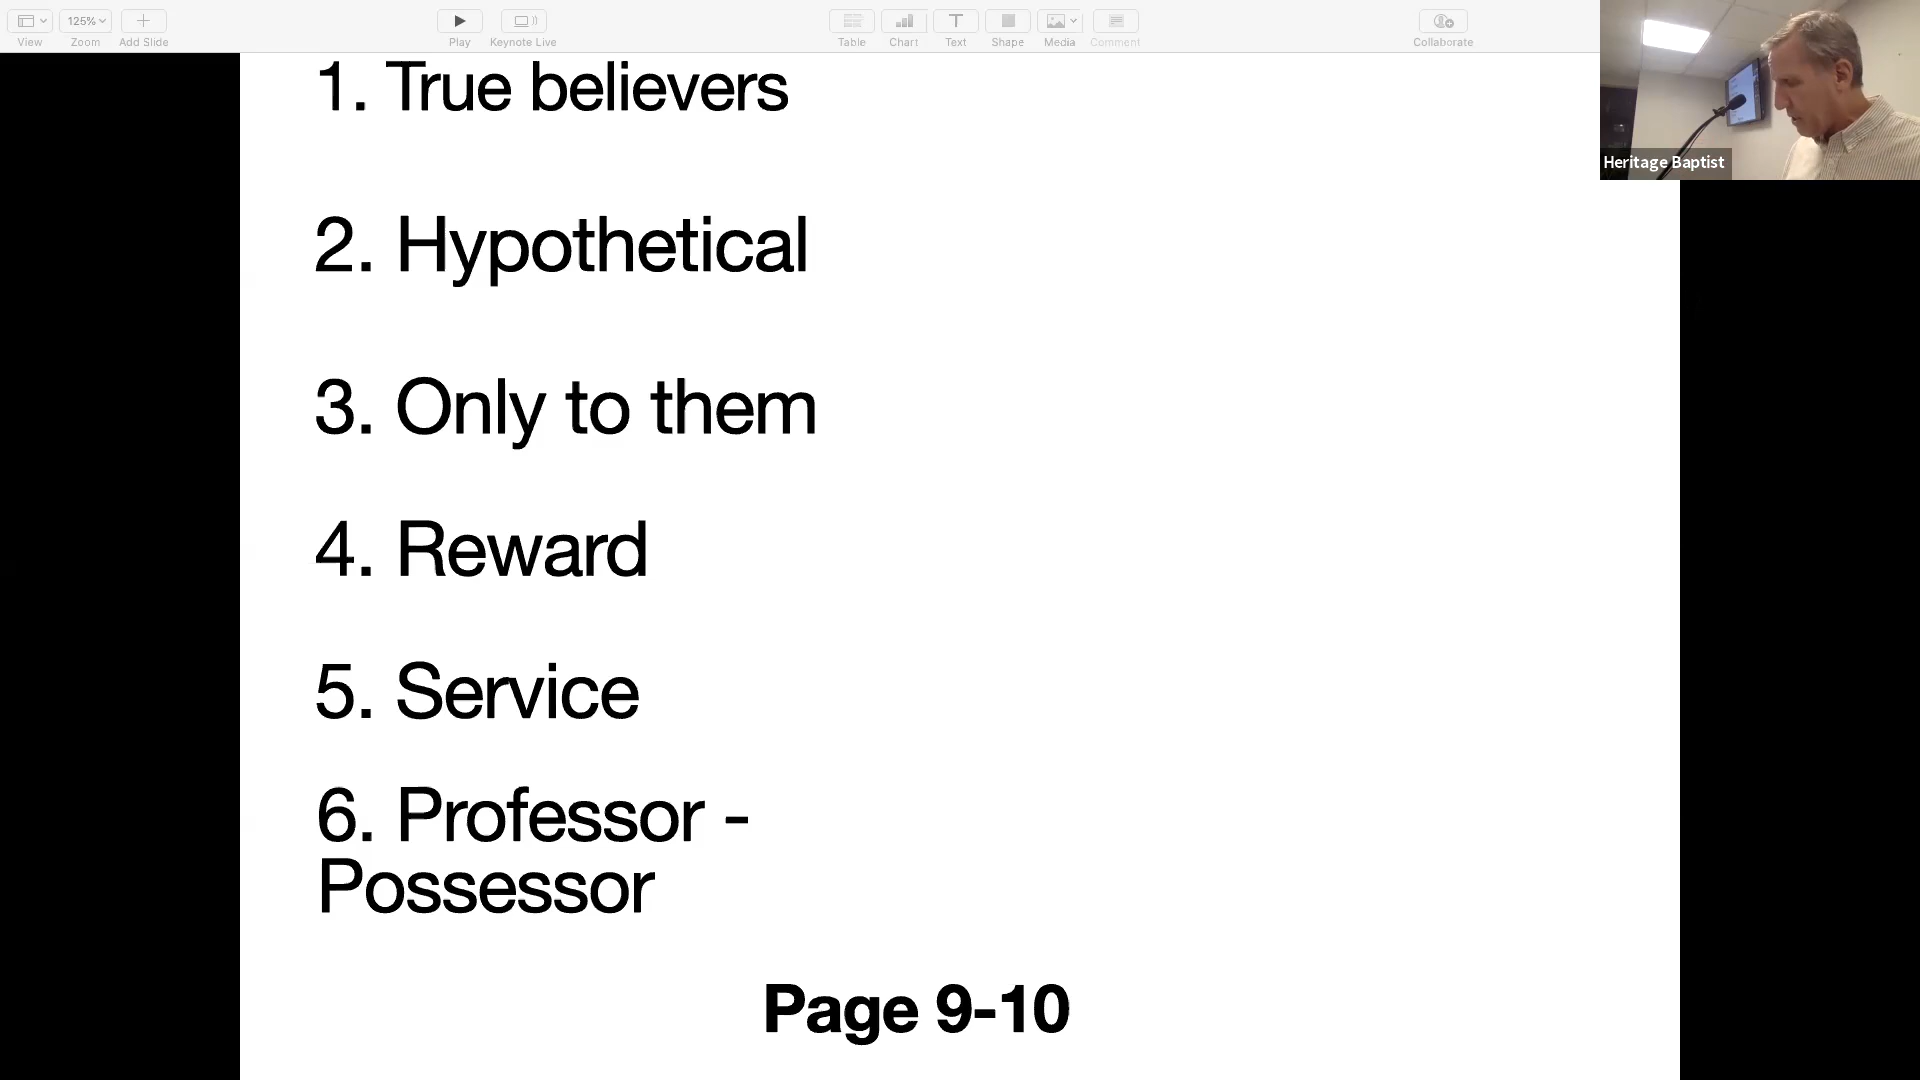 125%
View
Zoom
Add Slide
Play
Keynote Live
Table
Chart
Text
Shape
Media
Comment
Collaborate
Heritage Baptist
1. True believers
2. Hypothetical
3. Only to them
4. Reward
5. Service
6. Professor -
Possessor
Page 9-10